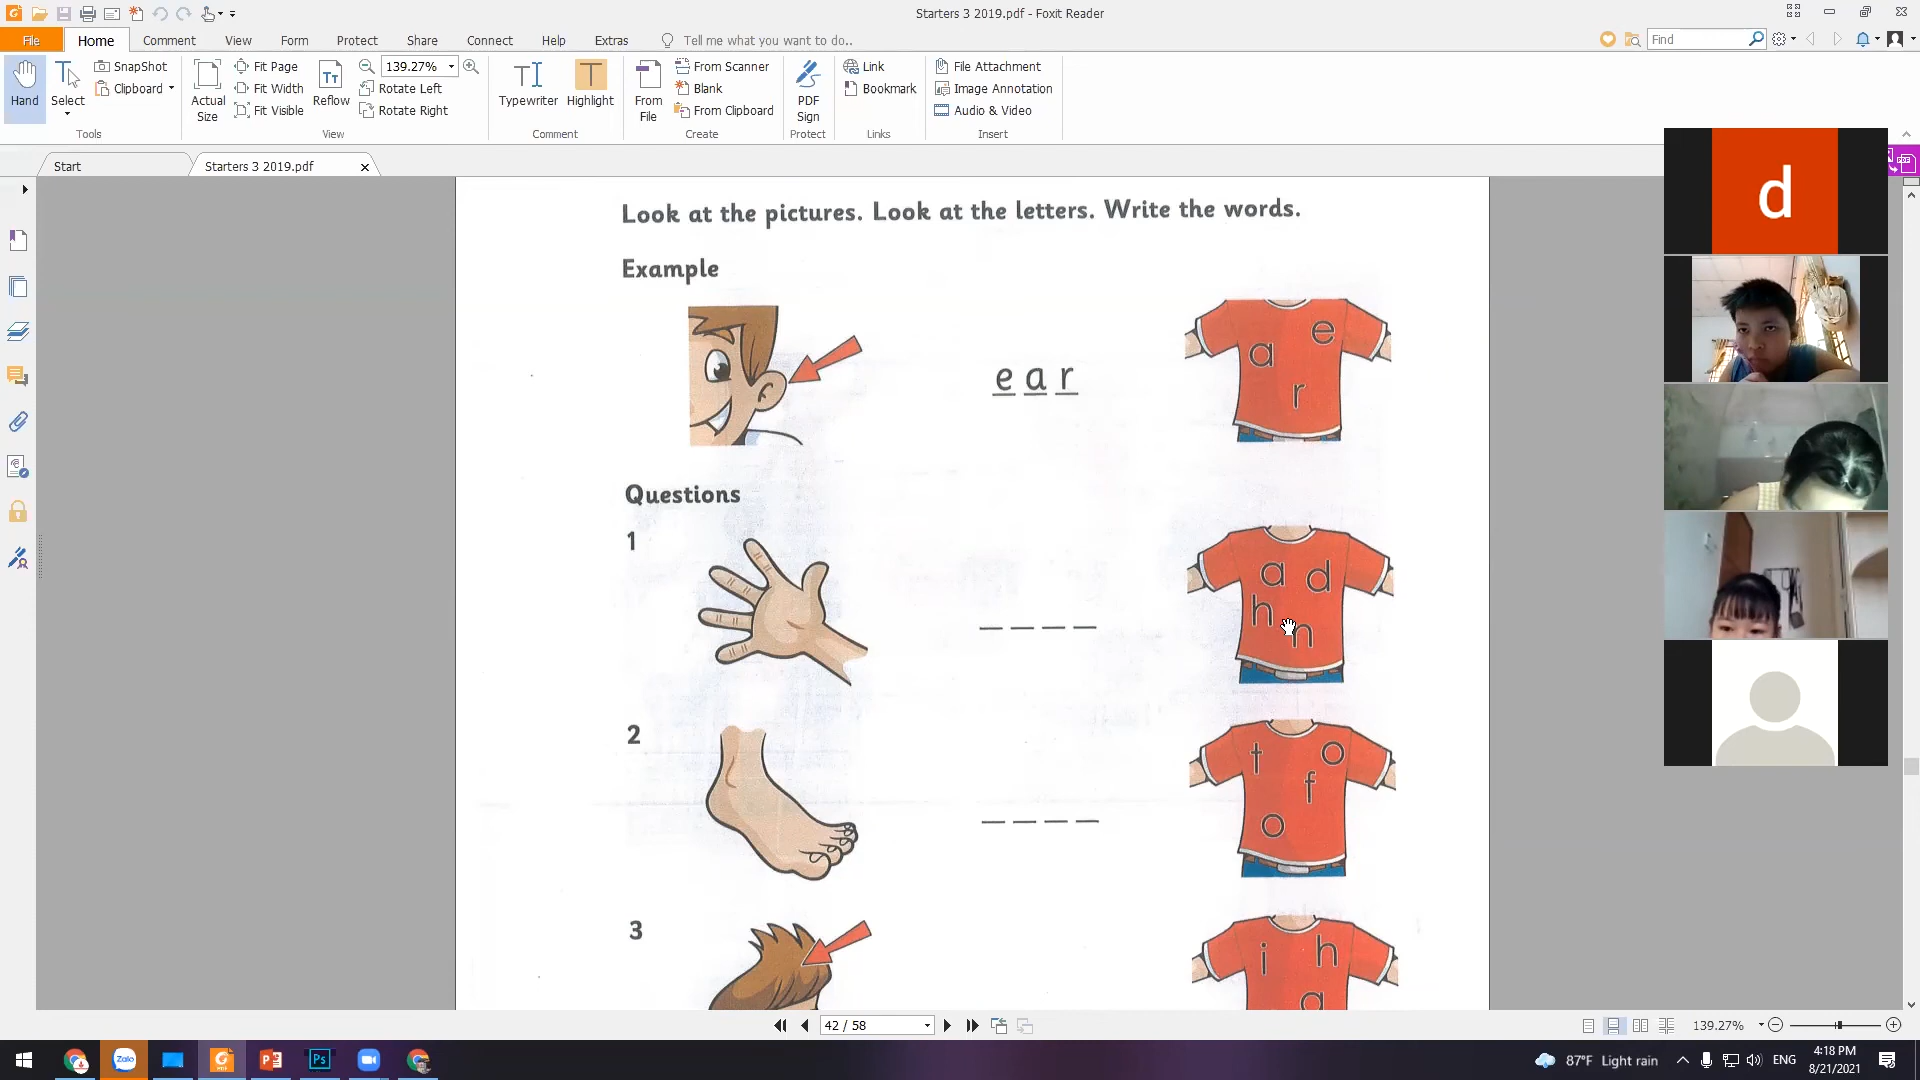 Starters 3 2019.pdf - Foxit Reader
File Home Comment View Form Protect Share Connect Help Extras Tell me what you want to do.. Find
SnapShot Fit Page 139.27% From Scanner Link File Attachment
Clipboard Fit Width Rotate Left Blank Bookmark Image Annotation
Hand Select Actual Size Fit Visible Reflow Rotate Right Typewriter Highlight From File From Clipboard PDF Sign Audio & Video
Tools View Comment Create Protect Links Insert
Start Starters 3 2019.pdf
Look at the pictures. Look at the letters. Write the words.
Example
e a r
a e r
Questions
1
a d h n
2
t o f o
3
i h
d
42 / 58
139.27%
Zalo
Ps
87°F Light rain
ENG
4:18 PM
8/21/2021